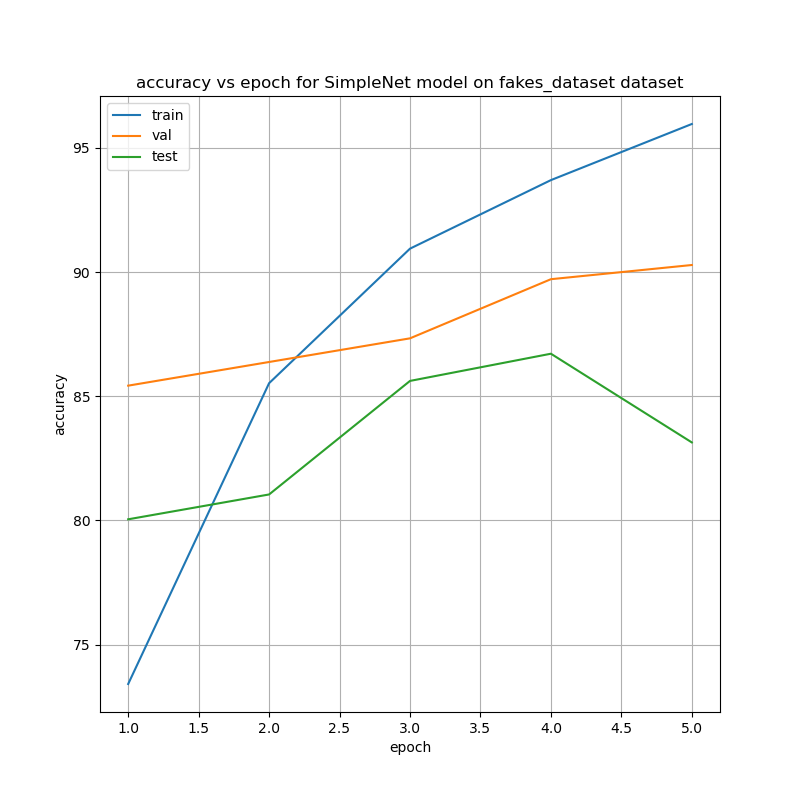 accuracy vs epoch for SimpleNet model on fakes_dataset dataset
train
val
test
95
90
85
80
75
accuracy
1.0 1.5 2.0 2.5 3.0 3.5 4.0 4.5 5.0
epoch